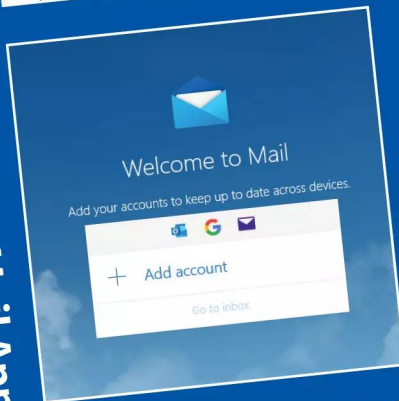 Welcome to Mail
Add your accounts to keep up to date across devices.
Add account
Go to inbox